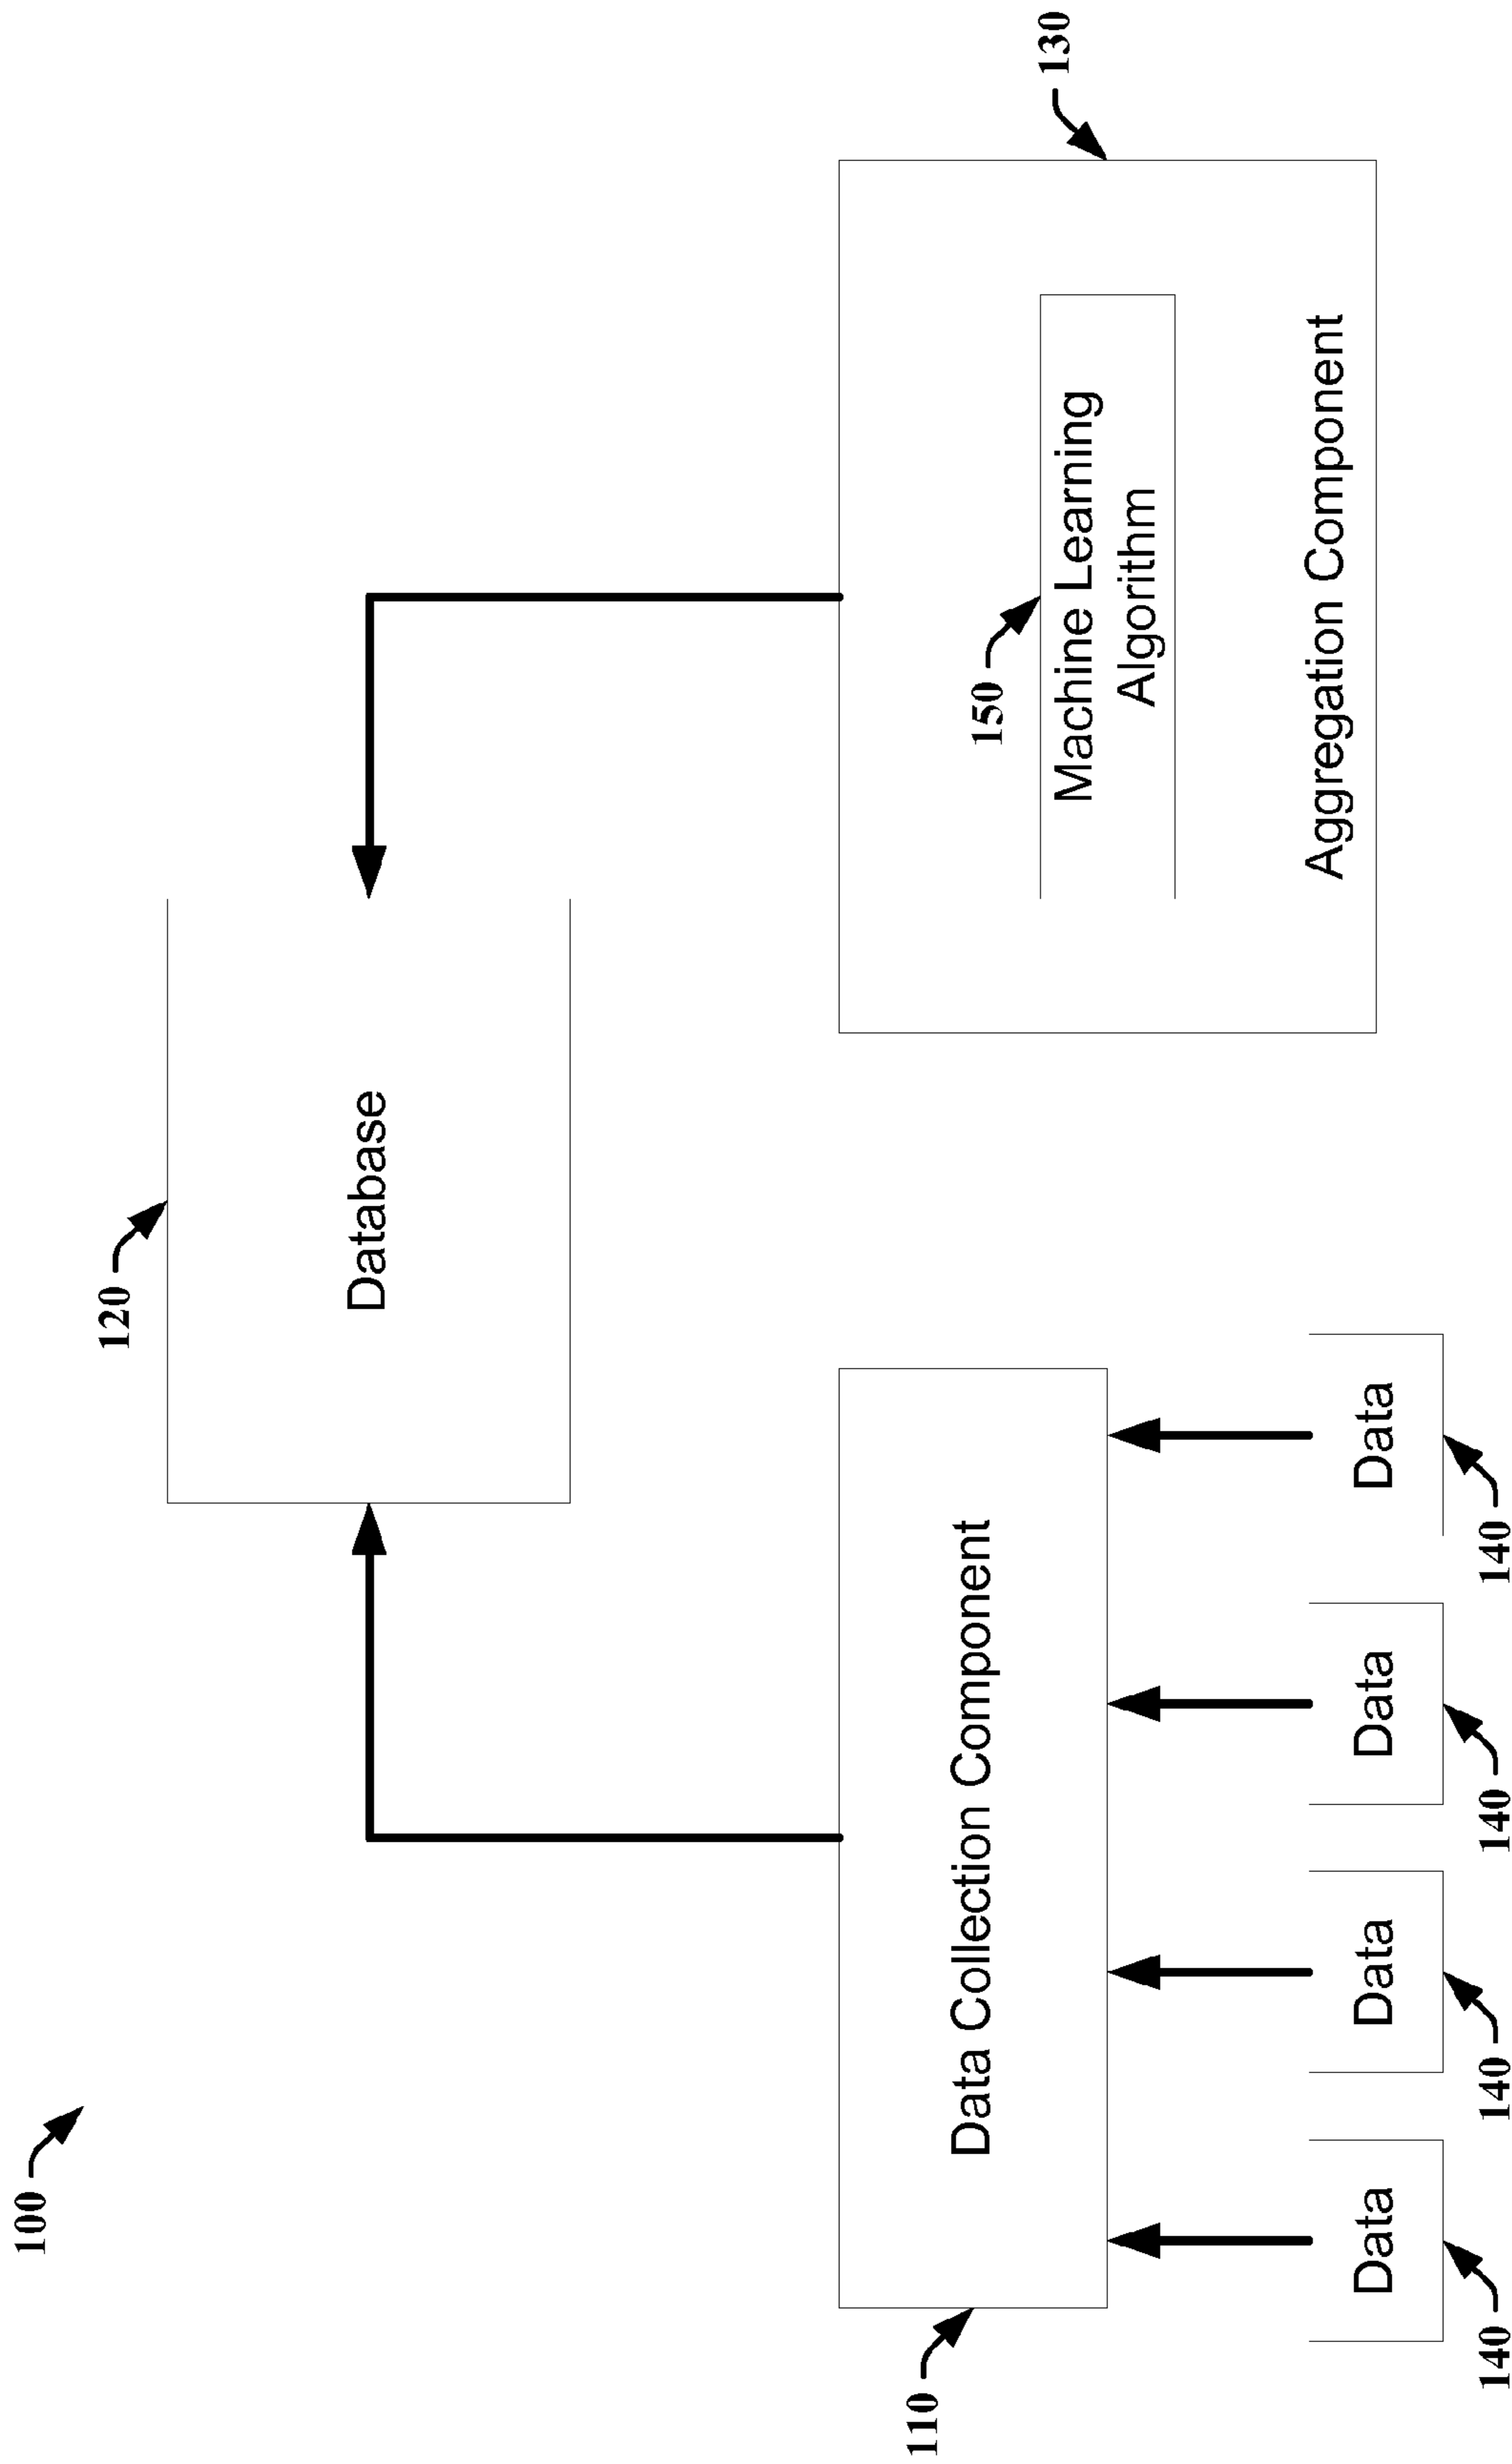 100
120
Database
110
Data Collection Component
150
Machine Learning
Algorithm
Aggregation Component
130
Data
Data
Data
Data
140
140
140
140